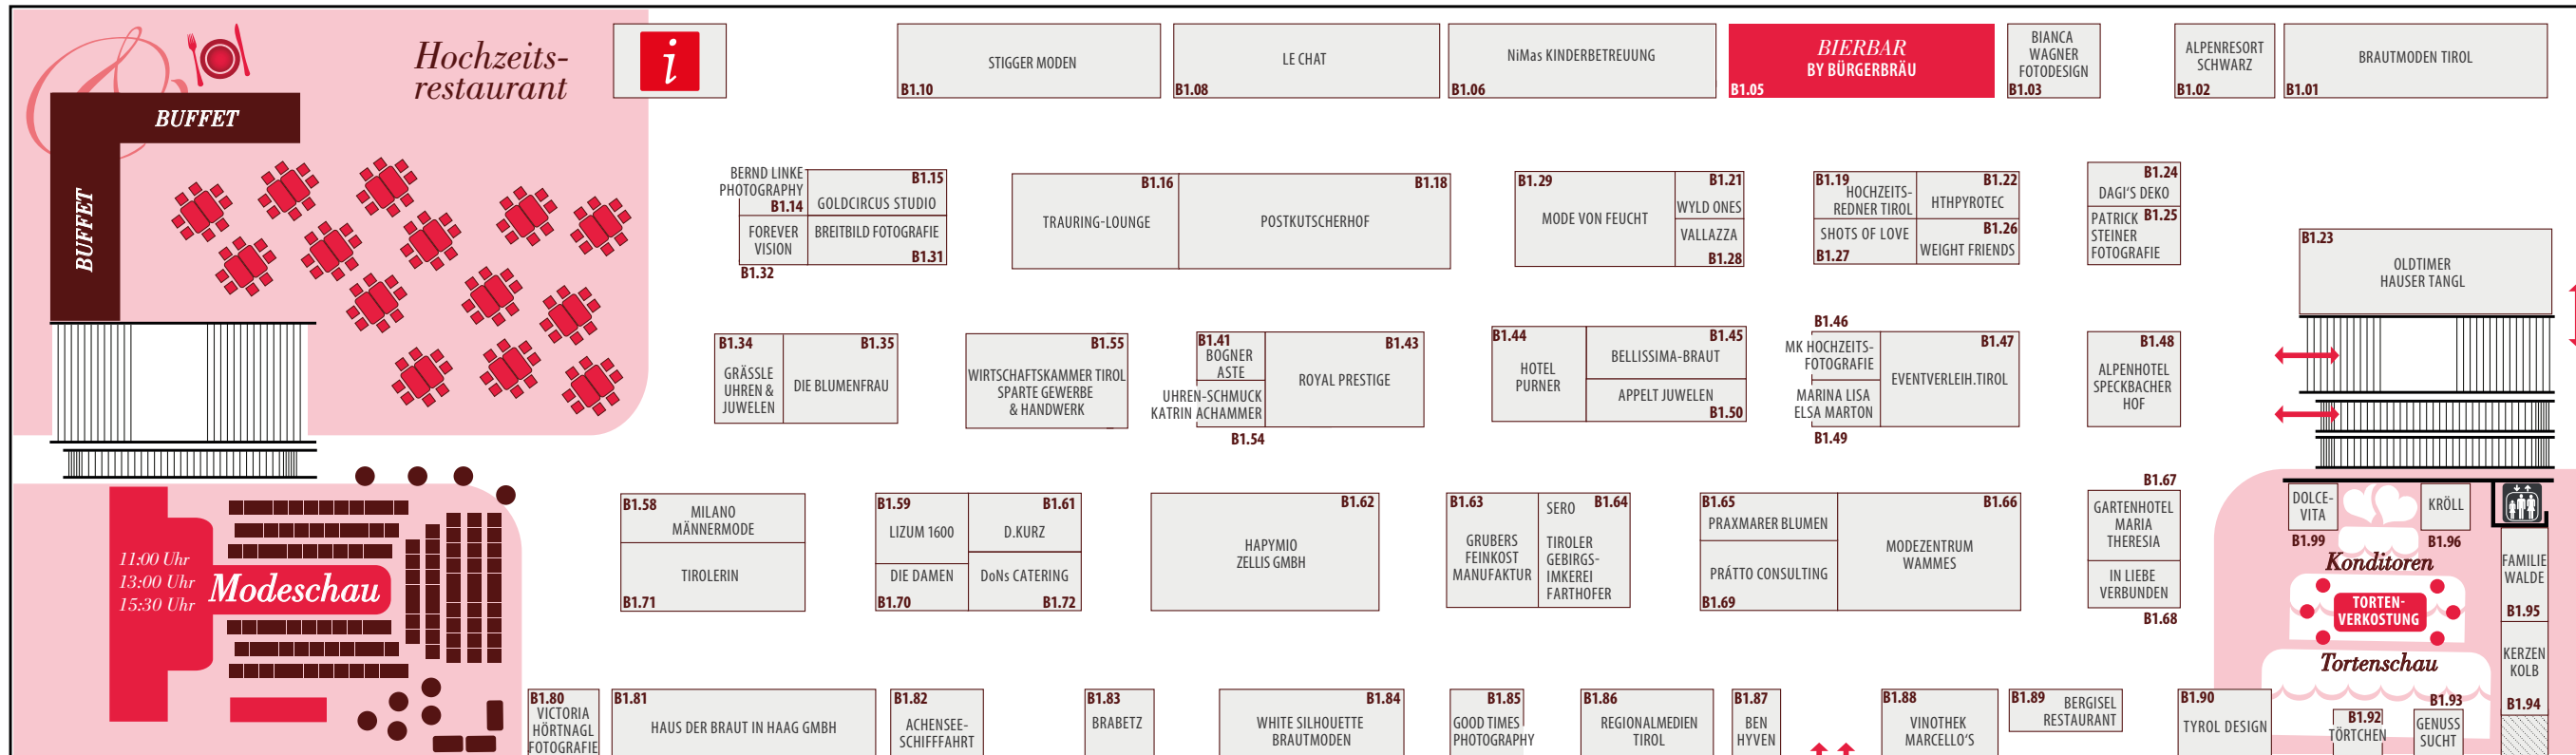 Hochzeits-
restaurant
BUFFET
BUFFET
i
STIGGER MODEN
B1.10
LE CHAT
B1.08
NiMas KINDERBETREUUNG
B1.06
BIERBAR
BY BÜRGERBRÄU
B1.05
BIANCA
WAGNER
FOTODESIGN
B1.03
ALPENRESORT
SCHWARZ
B1.02
BRAUTMODEN TIROL
B1.01
BERND LINKE
PHOTOGRAPHY
B1.14
B1.15
GOLDCIRCUS STUDIO
FOREVER
VISION
B1.32
BREITBILD FOTOGRAFIE
B1.31
B1.16
TRAURING-LOUNGE
B1.18
POSTKUTSCHERHOF
B1.29
MODE VON FEUCHT
B1.21
WYLD ONES
VALLAZZA
B1.28
B1.19
HOCHZEITS-
REDNER TIROL
B1.22
HTHPYROTEC
SHOTS OF LOVE
B1.27
B1.26
WEIGHT FRIENDS
B1.24
DAGI'S DEKO
PATRICK B1.25
STEINER
FOTOGRAFIE
B1.23
OLDTIMER
HAUSER TANGL
B1.34
GRÄSSLE
UHREN &
JUWELEN
B1.35
DIE BLUMENFRAU
B1.55
WIRTSCHAFTSKAMMER TIROL
SPARTE GEWERBE
& HANDWERK
B1.41
BOGNER
ASTE
UHREN-SCHMUCK
KATRIN ACHAMMER
B1.54
B1.43
ROYAL PRESTIGE
B1.44
HOTEL
PURNER
B1.45
BELLISSIMA-BRAUT
APPELT JUWELEN
B1.50
B1.46
MK HOCHZEITS-
FOTOGRAFIE
MARINA LISA
ELSA MARTON
B1.49
B1.47
EVENTVERLEIH.TIROL
B1.48
ALPENHOTEL
SPECKBACHER
HOF
11:00 Uhr
13:00 Uhr
15:30 Uhr
Modeschau
B1.58
MILANO
MÄNNERMODE
TIROLERIN
B1.71
B1.59
LIZUM 1600
B1.61
D.KURZ
DIE DAMEN
B1.70
DoNs CATERING
B1.72
B1.62
HAPYMIO
ZELLIS GMBH
B1.63
GRUBERS
FEINKOST
MANUFAKTUR
SERO B1.64
TIROLER
GEBIRGS-
IMKEREI
FARTHOFER
B1.65
PRAXMARER BLUMEN
PRÁTTO CONSULTING
B1.69
B1.66
MODEZENTRUM
WAMMES
B1.67
GARTENHOTEL
MARIA
THERESIA
IN LIEBE
VERBUNDEN
B1.68
DOLCE-
VITA
B1.99
KRÖLL
B1.96
Konditoren
TORTEN-
VERKOSTUNG
Tortenschau
FAMILIE
WALDE
B1.95
KERZEN
KOLB
B1.94
B1.80
VICTORIA
HÖRTNAGL
FOTOGRAFIE
B1.81
HAUS DER BRAUT IN HAAG GMBH
B1.82
ACHENSEE-
SCHIFFFAHRT
B1.83
BRABETZ
B1.84
WHITE SILHOUETTE
BRAUTMODEN
B1.85
GOOD TIMES
PHOTOGRAPHY
B1.86
REGIONALMEDIEN
TIROL
B1.87
BEN
HYVEN
B1.88
VINOTHEK
MARCELLO'S
B1.89
BERGISEL
RESTAURANT
B1.90
TYROL DESIGN
B1.92
TÖRTCHEN
B1.93
GENUSS
SUCHT